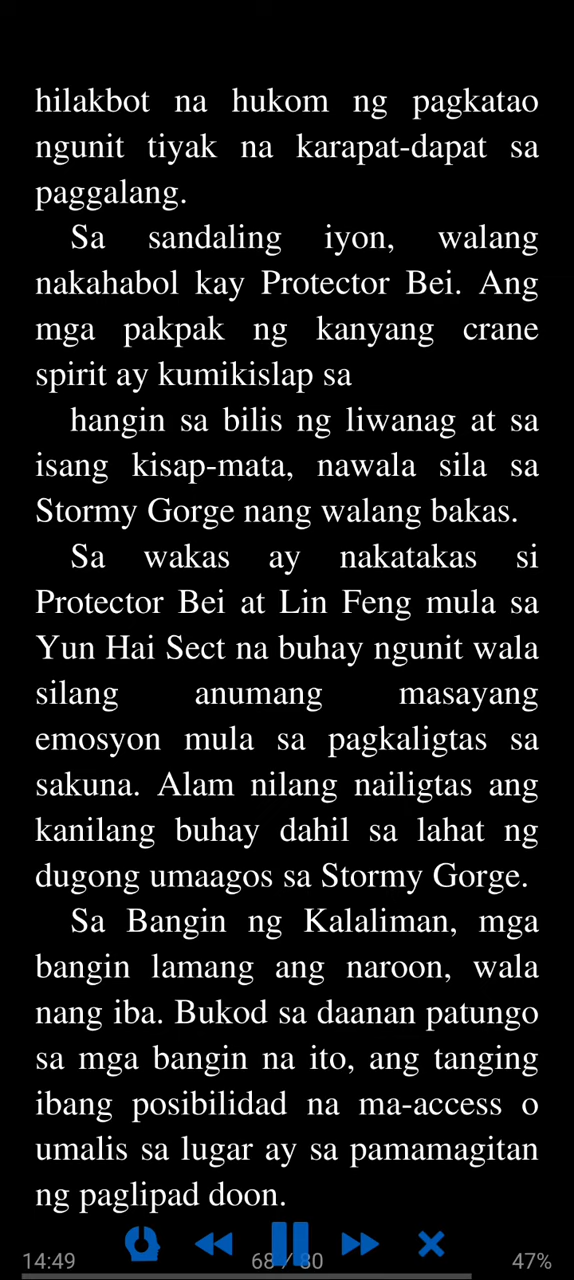 hilakbot na hukom ng pagkatao
ngunit tiyak na karapat-dapat sa
paggalang.
Sa sandaling iyon, walang
nakahabol kay Protector Bei. Ang
mga pakpak ng kanyang crane
spirit ay kumikislap sa
hangin sa bilis ng liwanag at sa
isang kisap-mata, nawala sila sa
Stormy Gorge nang walang bakas.
Sa wakas ay nakatakas si
Protector Bei at Lin Feng mula sa
Yun Hai Sect na buhay ngunit wala
silang anumang masayang
emosyon mula sa pagkaligtas sa
sakuna. Alam nilang nailigtas ang
kanilang buhay dahil sa lahat ng
dugong umaagos sa Stormy Gorge.
Sa Bangin ng Kalaliman, mga
bangin lamang ang naroon, wala
nang iba. Bukod sa daanan patungo
sa mga bangin na ito, ang tanging
ibang posibilidad na ma-access o
umalis sa lugar ay sa pamamagitan
ng paglipad doon.
14:49 68 / 80 47%